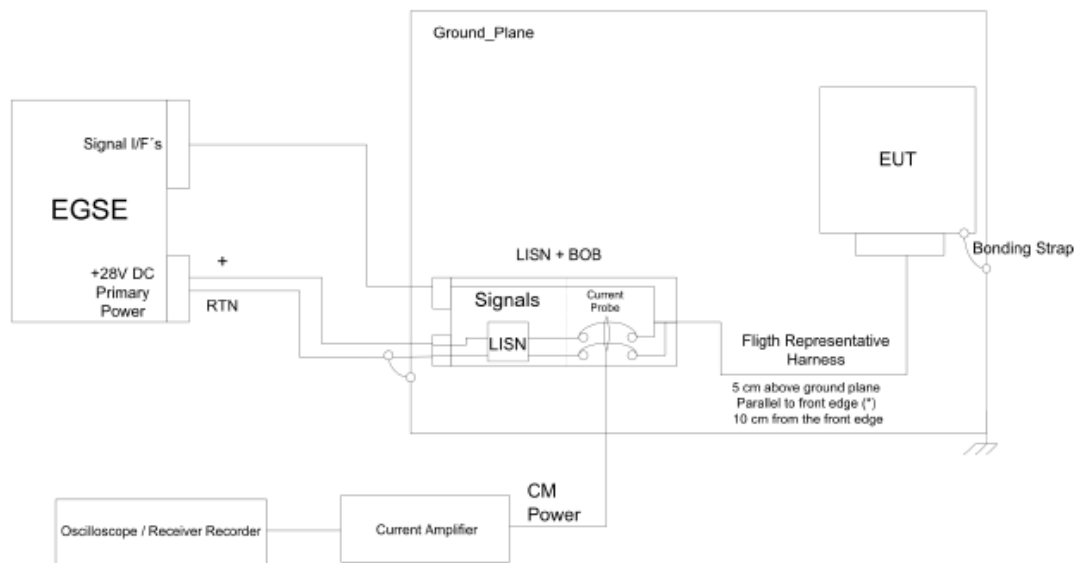 Ground_Plane
Signal I/F´s
EGSE
EUT
+28V DC
Primary
Power
+
RTN
LISN + BOB
Signals
Current
Probe
LISN
Bonding Strap
Fligth Representative
Harness
5 cm above ground plane
Parallel to front edge (*)
10 cm from the front edge
CM
Power
Oscilloscope / Receiver Recorder
Current Amplifier